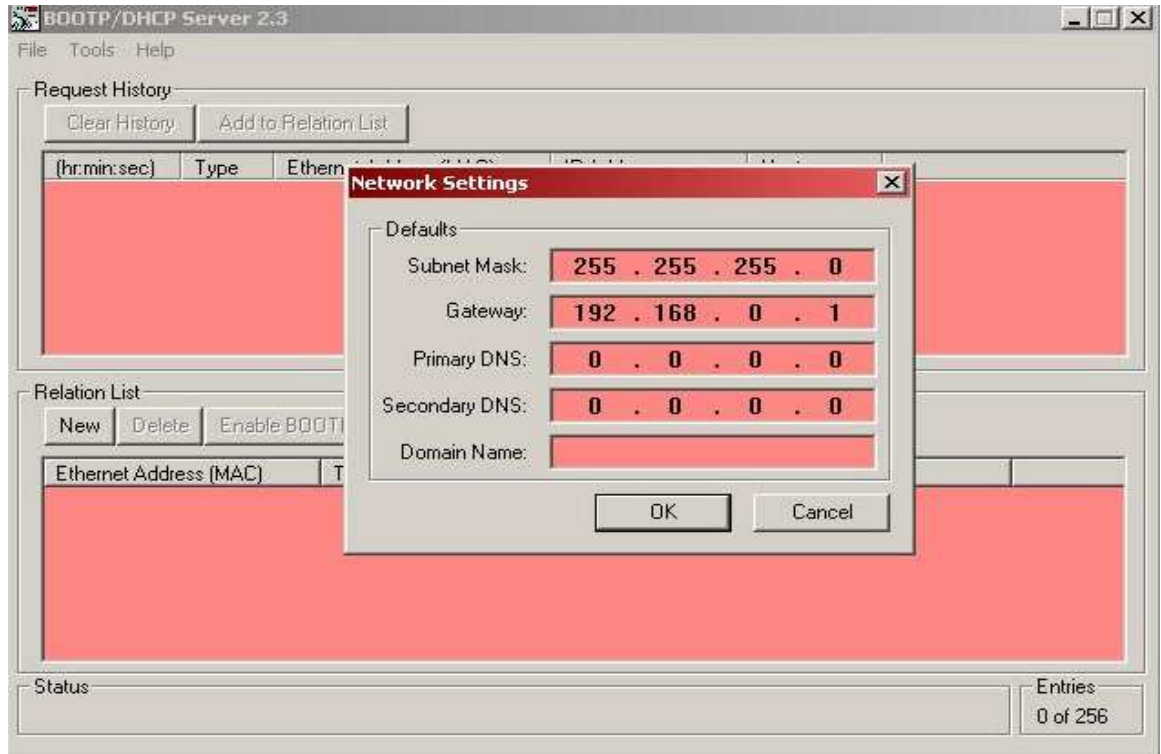 BOOTP/DHCP Server 2.3
File Tools Help
Request History
Clear History Add to Relation List
(hr:min:sec) Type
Network Settings
Defaults
Subnet Mask: 255 . 255 . 255 . 0
Gateway: 192 . 168 . 0 . 1
Primary DNS: 0 . 0 . 0 . 0
Secondary DNS: 0 . 0 . 0 . 0
Domain Name:
OK Cancel
Relation List
New Delete Enable
Ethernet Address (MAC)
Status
Entries
0 of 256